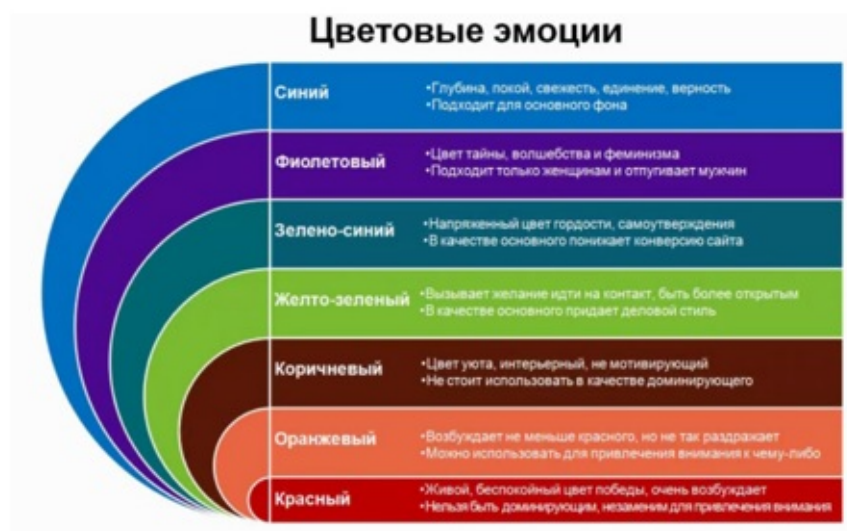 Цветовые эмоции
Синий
•Глубина, покой, свежесть, единение, верность
•Подходит для основного фона
Фиолетовый
•Цвет тайны, волшебства и феминизма
•Подходит только женщинам и отпугивает мужчин
Зелено-синий
•Напряженный цвет гордости, самоутверждения
•В качестве основного понижает конверсию сайта
Желто-зеленый
•Вызывает желание идти на контакт, быть более открытым
•В качестве основного придает деловой стиль
Коричневый
•Цвет уюта, интерьерный, не мотивирующий
•Не стоит использовать в качестве доминирующего
Оранжевый
•Возбуждает не меньше красного, но не так раздражает
•Можно использовать для привлечения внимания к чему-либо
Красный
•Живой, беспокойный цвет победы, очень возбуждает
•Нельзя быть доминирующим, незаменим для привлечения внимания